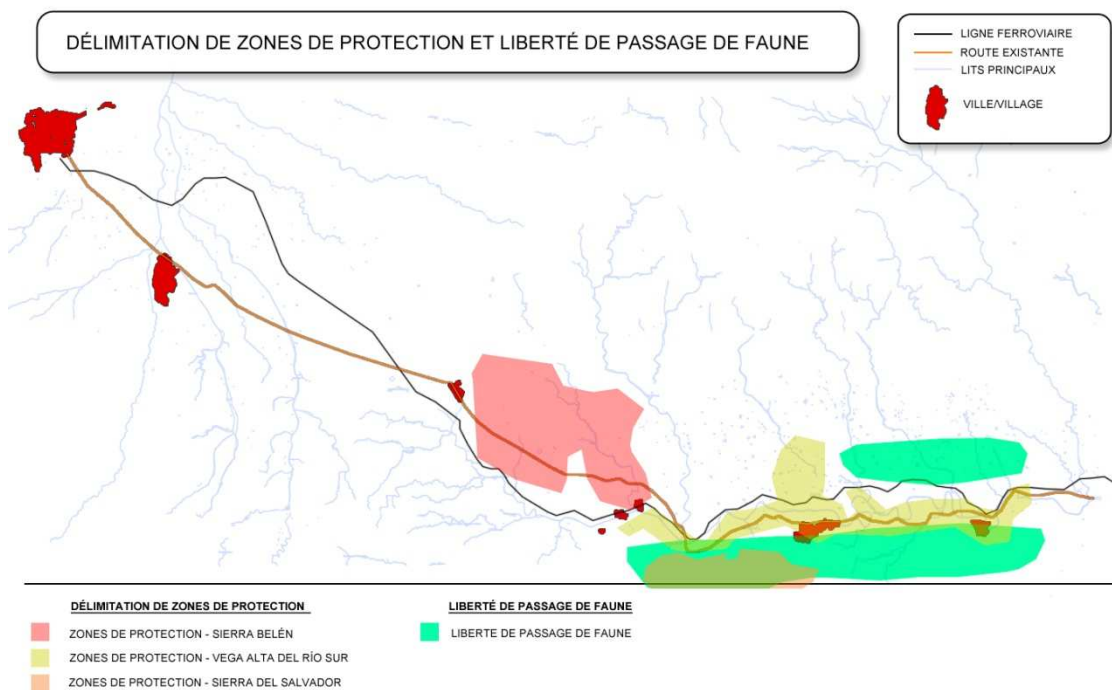 DÉLIMITATION DE ZONES DE PROTECTION ET LIBERTÉ DE PASSAGE DE FAUNE
LIGNE FERROVIAIRE
ROUTE EXISTANTE
LITS PRINCIPAUX
VILLE/VILLAGE
DÉLIMITATION DE ZONES DE PROTECTION
ZONES DE PROTECTION - SIERRA BELÉN
ZONES DE PROTECTION - VEGA ALTA DEL RÍO SUR
ZONES DE PROTECTION - SIERRA DEL SALVADOR
LIBERTÉ DE PASSAGE DE FAUNE
LIBERTE DE PASSAGE DE FAUNE